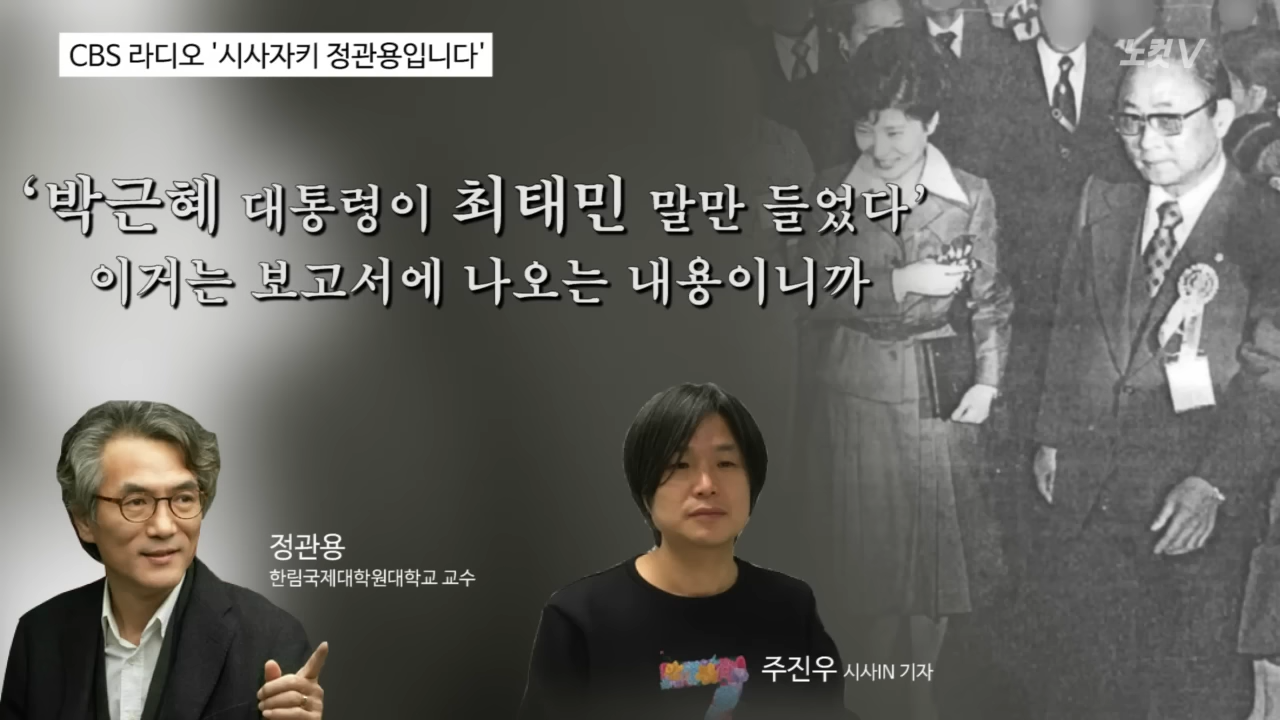 CBS 라디오 '시사자키 정관용입니다'
노컷V
‘박근혜 대통령이 최태민 말만 들었다’
이거는 보고서에 나오는 내용이니까
정관용
한림국제대학원대학교 교수
주진우 시사IN 기자
7